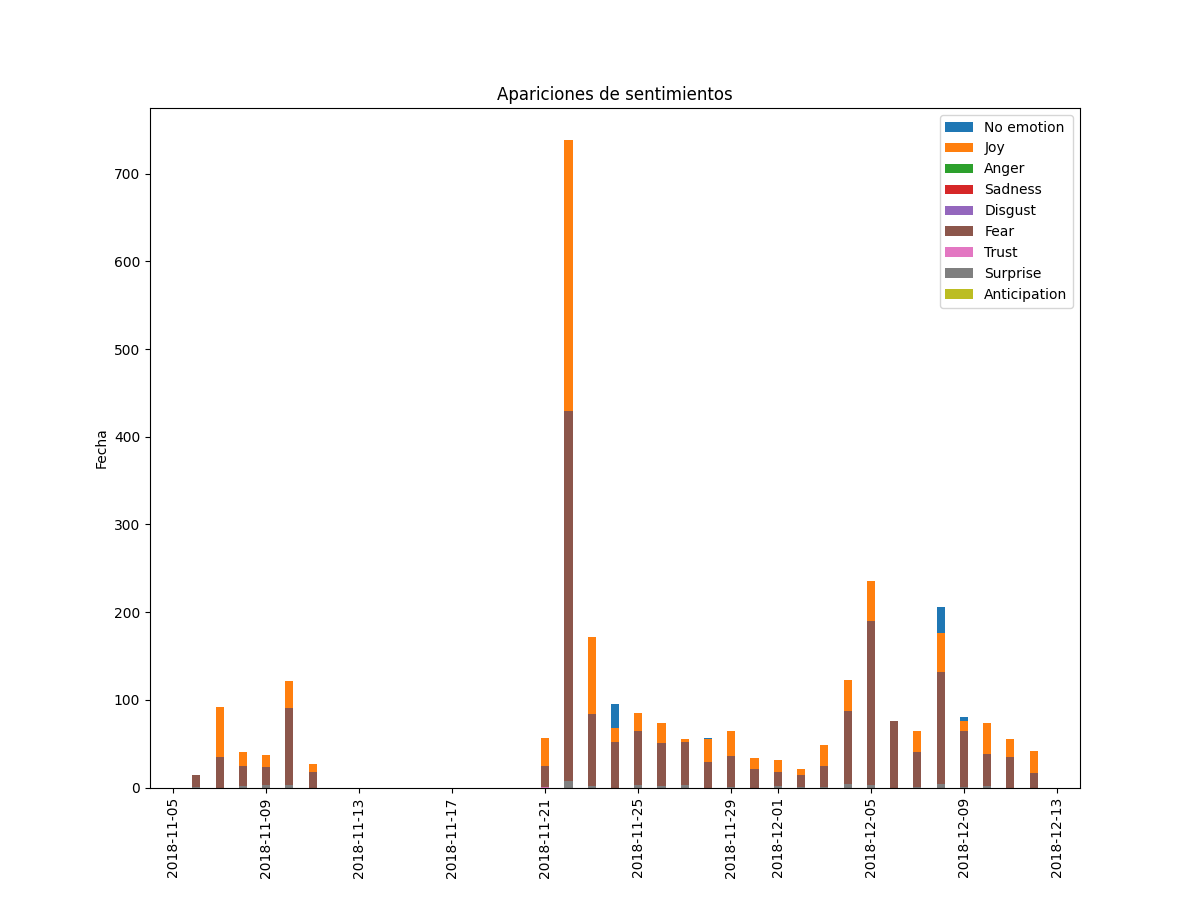 Apariciones de sentimientos
No emotion
Joy
Anger
Sadness
Disgust
Fear
Trust
Surprise
Anticipation
Fecha
700
600
500
400
300
200
100
0
2018-11-05
2018-11-09
2018-11-13
2018-11-17
2018-11-21
2018-11-25
2018-11-29
2018-12-01
2018-12-05
2018-12-09
2018-12-13